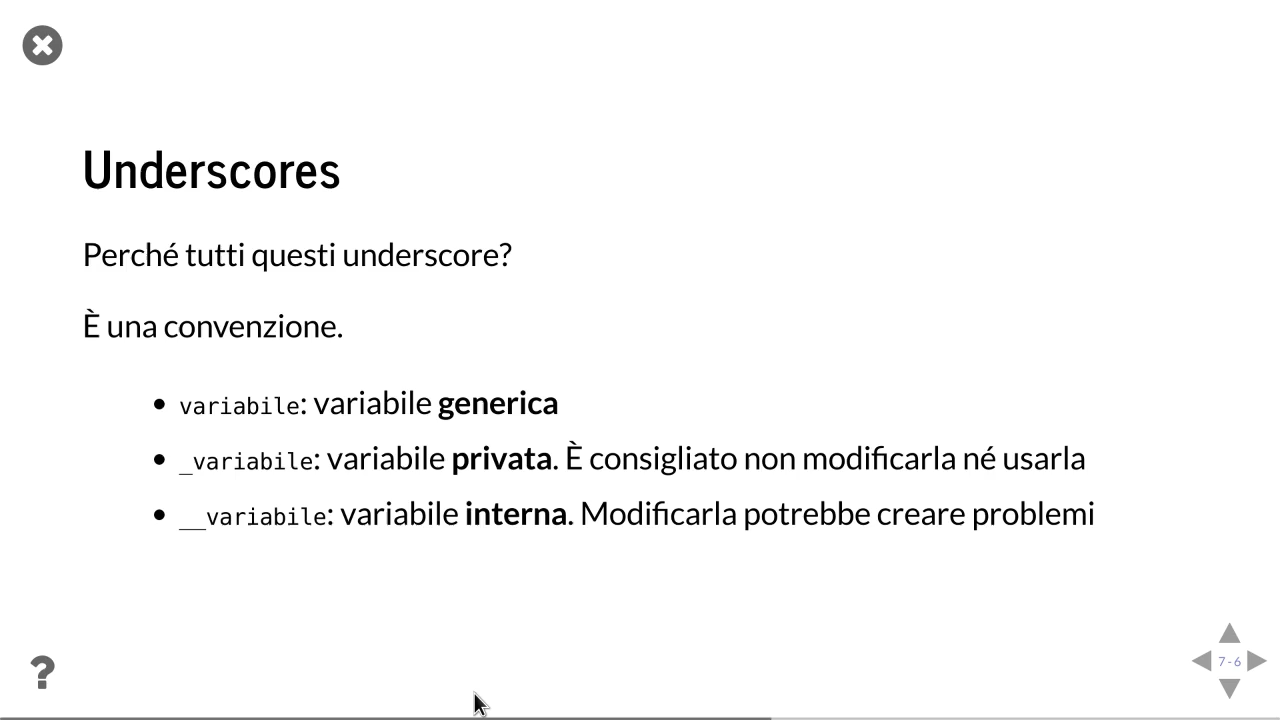 Underscores
Perché tutti questi underscore?
È una convenzione.
• variabile: variabile generica
• _variabile: variabile privata. È consigliato non modificarla né usarla
• __variabile: variabile interna. Modificarla potrebbe creare problemi
?
7-6